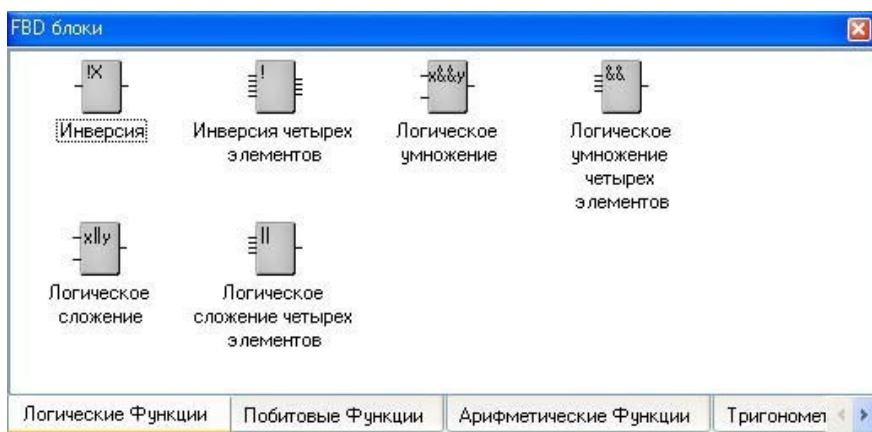 FBD блоки
!X
Инверсия
!
Инверсия четырех
элементов
x&&y
Логическое
умножение
&&
Логическое
умножение
четырех
элементов
x||y
Логическое
сложение
||
Логическое
сложение четырех
элементов
Логические Функции
Побитовые Функции
Арифметические Функции
Тригономет